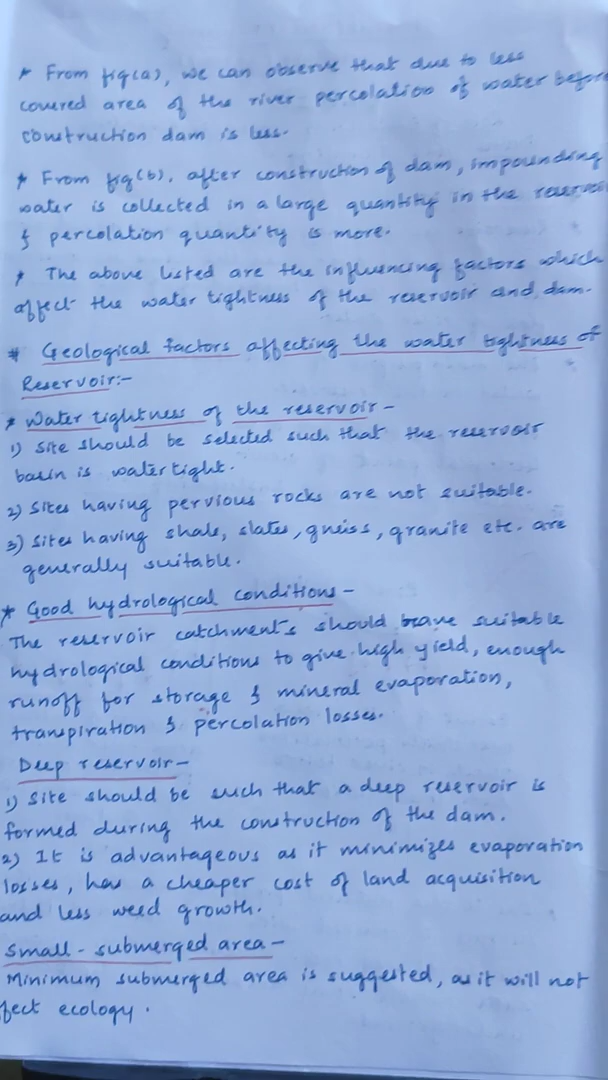 * From fig(a), we can observe that due to less
covered area of the river percolation of water before
construction dam is less.
* From fig(b), after construction of dam, impounding
water is collected in a large quantity in the reservoi
& percolation quantity is more.
* The above listed are the influencing factors which
affect the water tightness of the reservoir and dam.
# Geological factors affecting the water tightness of
Reservoir:-
* Water tightness of the reservoir -
1) Site should be selected such that the reservoir
basin is water tight.
2) Sites having pervious rocks are not suitable.
3) Sites having shale, slates, gneiss, granite etc. are
generally suitable.
* Good hydrological conditions -
The reservoir catchments should have suitable
hydrological conditions to give high yield, enough
runoff for storage & mineral evaporation,
transpiration & percolation losses.
Deep reservoir -
1) Site should be such that a deep reservoir is
formed during the construction of the dam.
2) It is advantageous as it minimizes evaporation
losses, has a cheaper cost of land acquisition
and less weed growth.
Small - submerged area -
Minimum submerged area is suggested, as it will not
fect ecology.